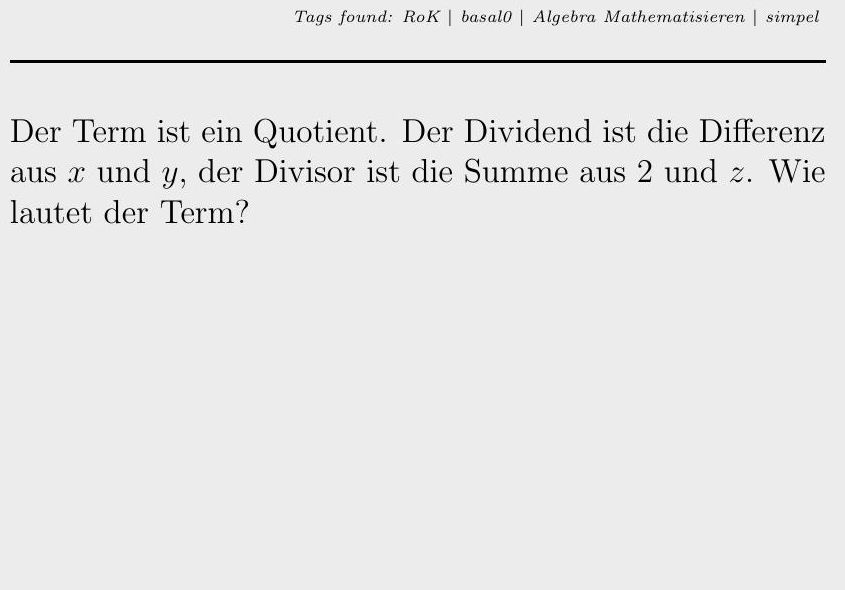 Tags found: RoK | basal0 | Algebra Mathematisieren | simpel
Der Term ist ein Quotient. Der Dividend ist die Differenz
aus x und y, der Divisor ist die Summe aus 2 und z. Wie
lautet der Term?